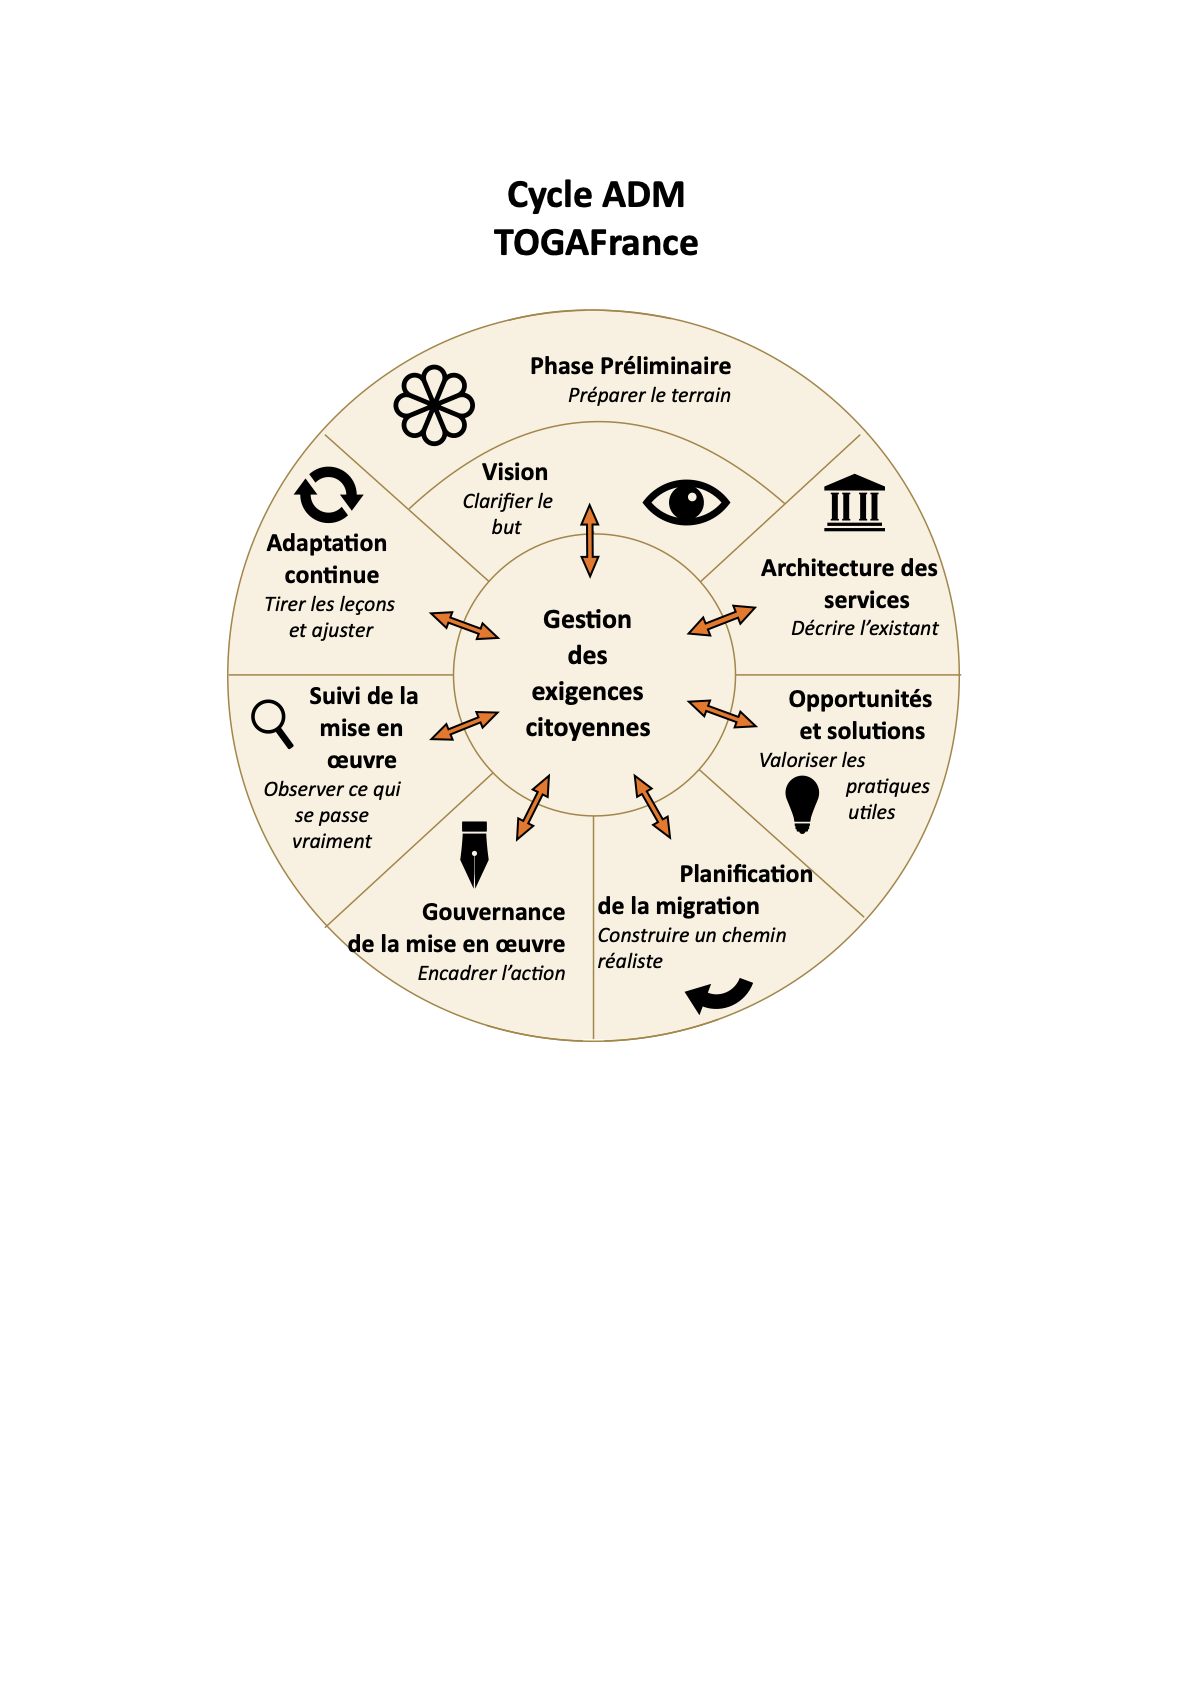 Cycle ADM
TOGAFrance
Phase Préliminaire
Préparer le terrain
Vision
Clarifier le
but
Architecture des
services
Décrire l’existant
Opportunités
et solutions
Valoriser les
pratiques
utiles
Planification
de la migration
Construire un chemin
réaliste
Gouvernance
de la mise en œuvre
Encadrer l’action
Suivi de la
mise en
œuvre
Observer ce qui
se passe
vraiment
Adaptation
continue
Tirer les leçons
et ajuster
Gestion
des
exigences
citoyennes